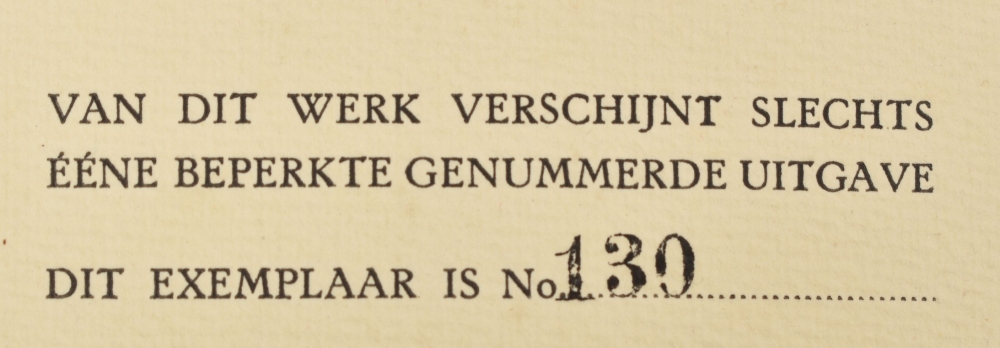 VAN DIT WERK VERSCHIJNT SLECHTS
ÉÉNE BEPERKTE GENUMMERDE UITGAVE
DIT EXEMPLAAR IS No. 130